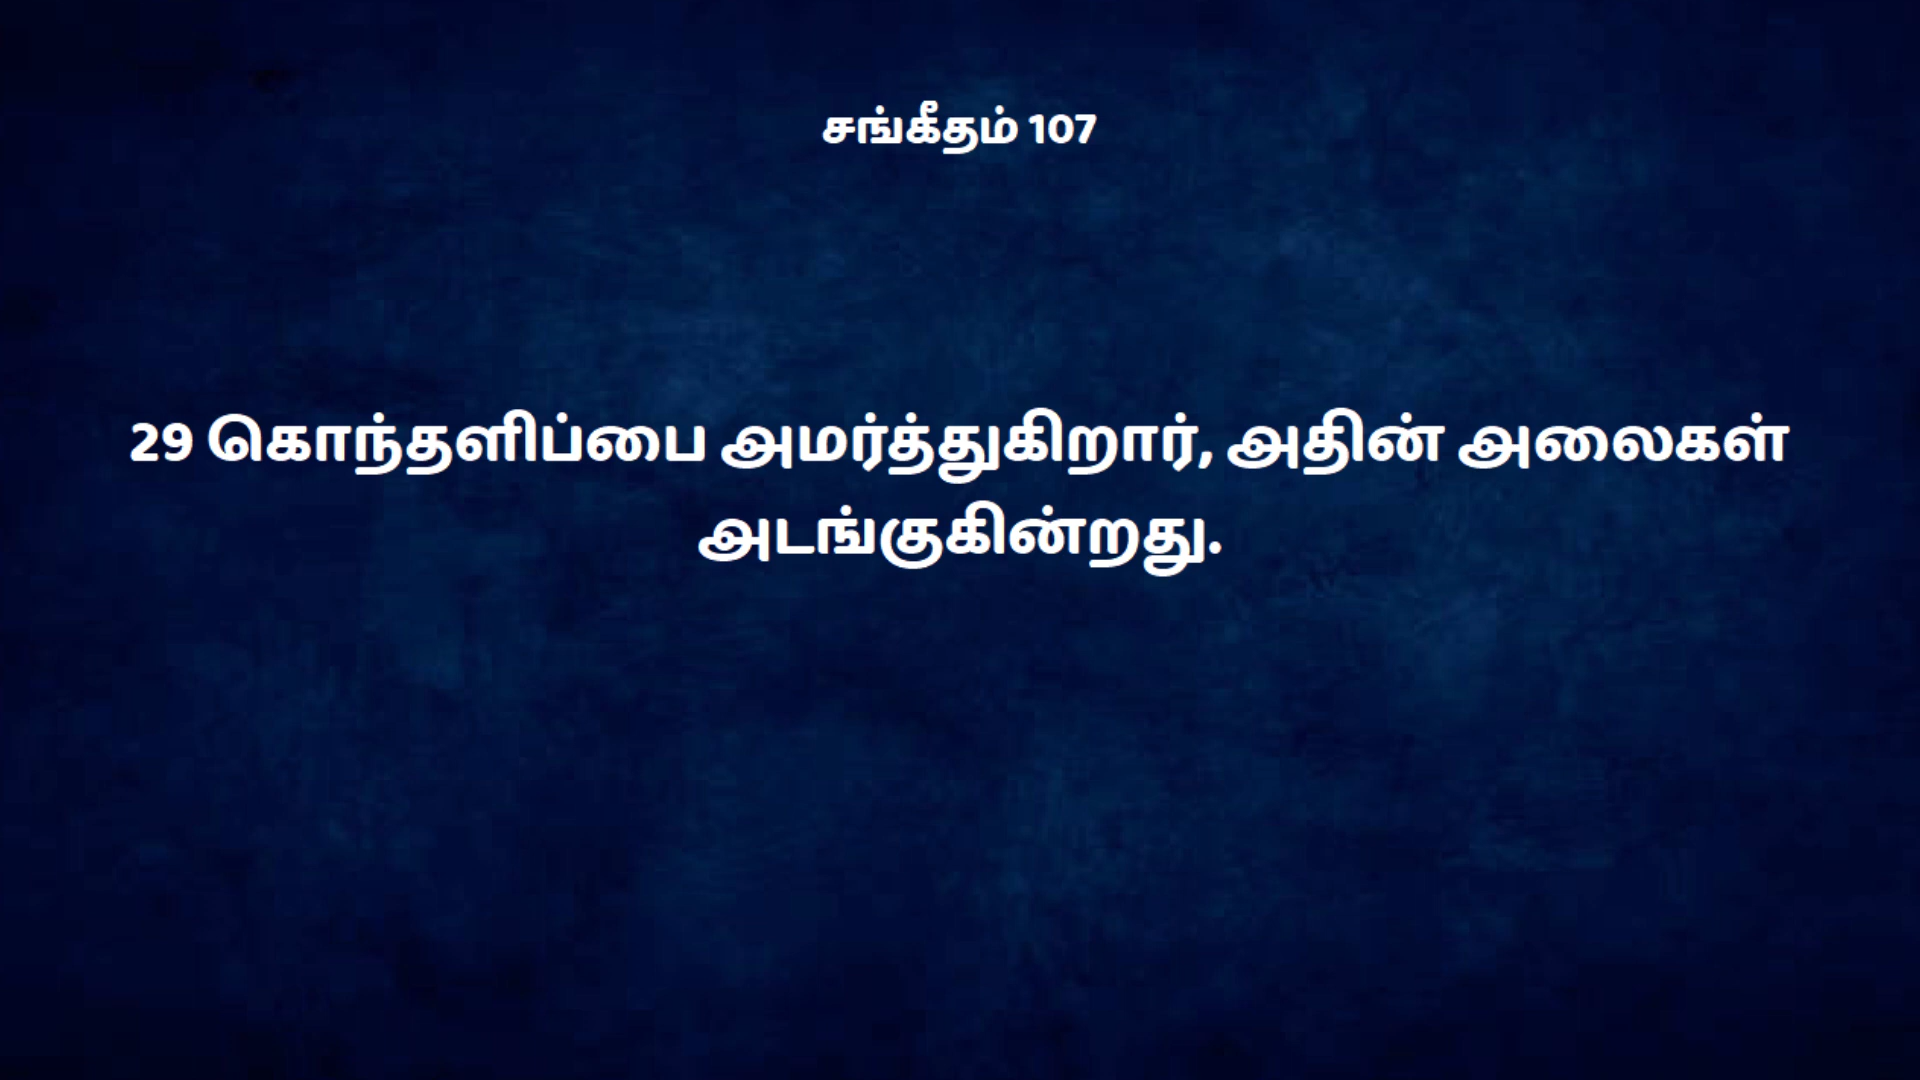 சங்கீதம் 107
29 கொந்தளிப்பை அமர்த்துகிறார், அதின் அலைகள்
அடங்குகின்றது.